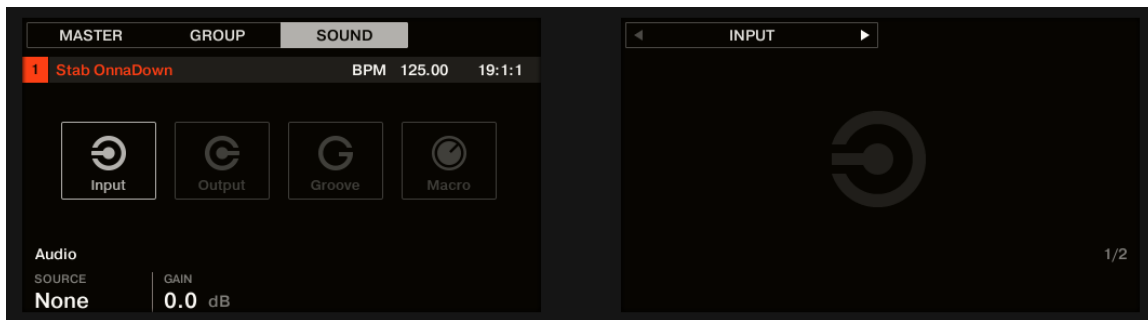 MASTER GROUP SOUND
1 Stab OnnaDown BPM 125.00 19:1:1
Input Output Groove Macro
Audio
SOURCE GAIN
None 0.0 dB
INPUT
1/2